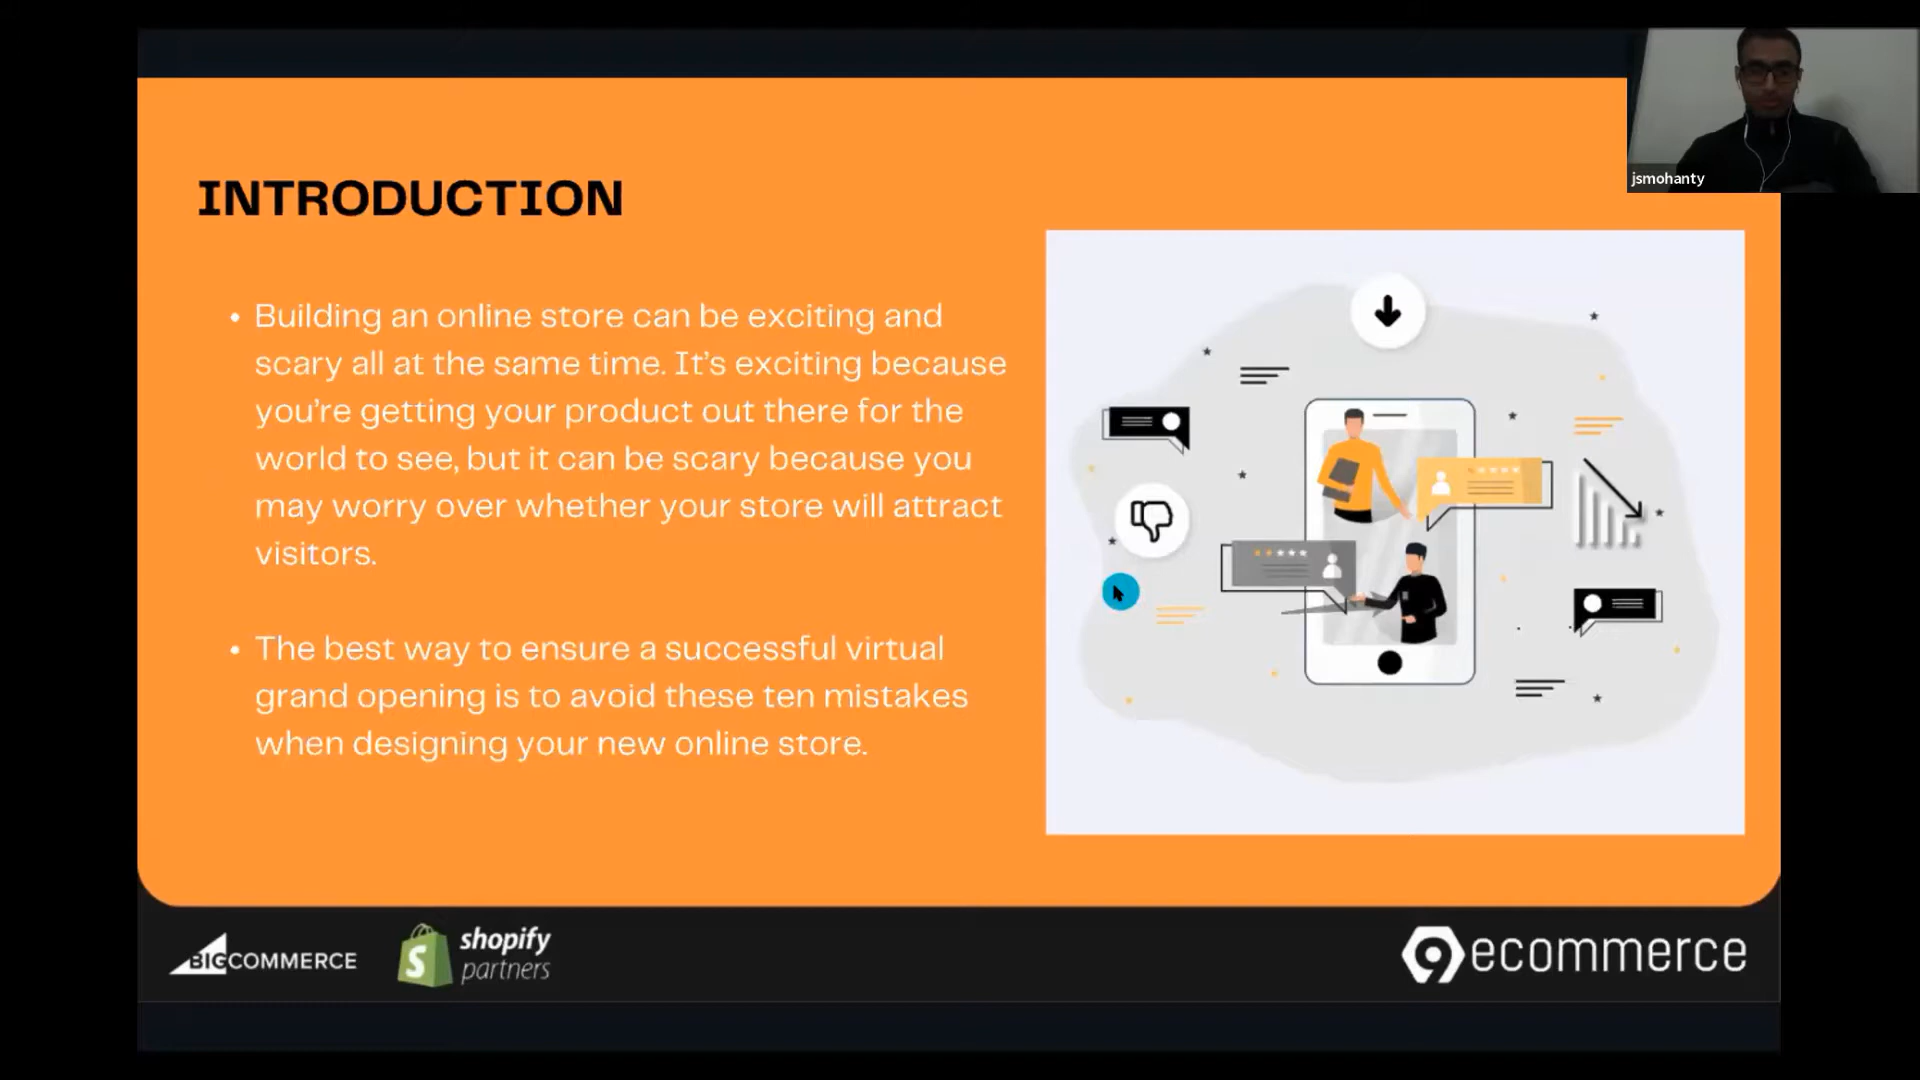 jsmohanty
INTRODUCTION
• Building an online store can be exciting and
scary all at the same time. It's exciting because
you're getting your product out there for the
world to see, but it can be scary because you
may worry over whether your store will attract
visitors.
• The best way to ensure a successful virtual
grand opening is to avoid these ten mistakes
when designing your new online store.
BIGCOMMERCE
shopify
partners
9ecommerce